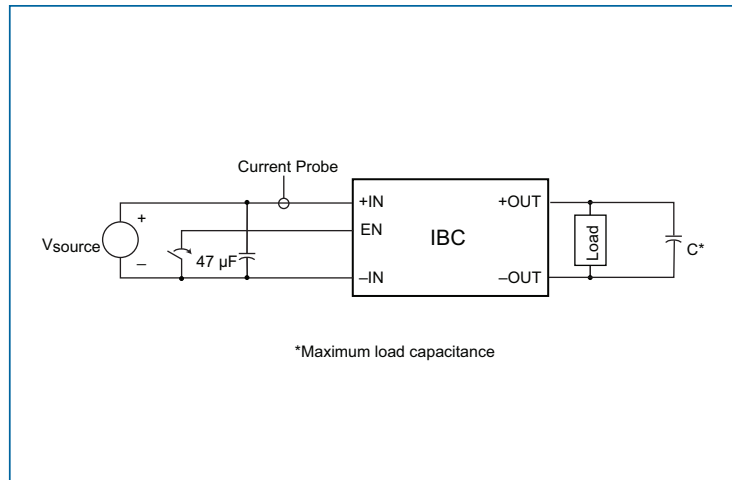 Current Probe
+IN
+OUT
+
EN
IBC
Load
Vsource
47 µF
C*
–
–IN
–OUT
*Maximum load capacitance